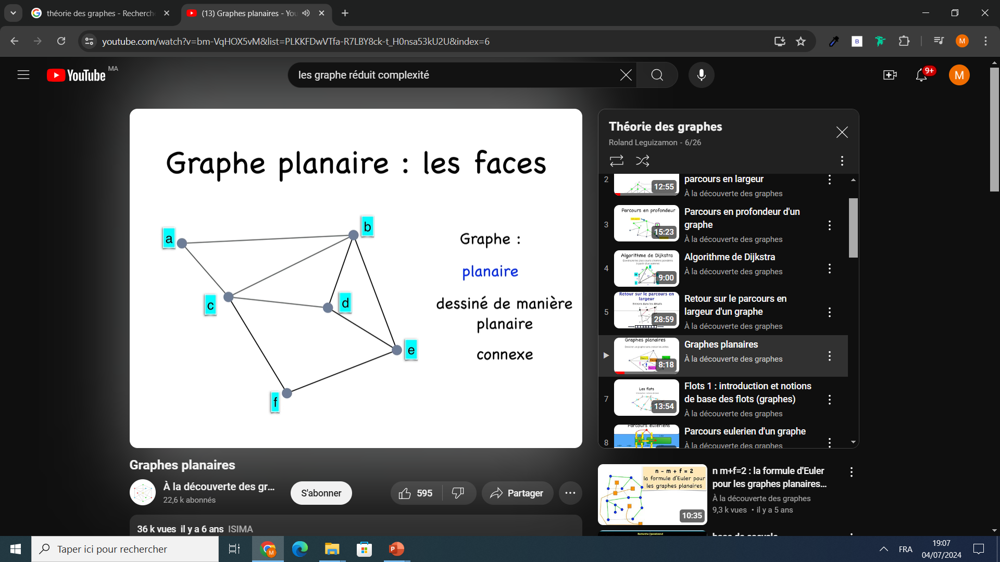 théorie des graphes - Recherch
(13) Graphes planaires - You
youtube.com/watch?v=bm-VqHOX5vM&list=PLKKFDwVTfa-R7LBY8ck-t_H0nsa53kU2U&index=6
B
M
YouTube MA
les graphe réduit complexité
9+
M
Graphe planaire : les faces
a
b
c
d
e
f
Graphe :
planaire
dessiné de manière
planaire
connexe
Graphes planaires
À la découverte des gr...
22,6 k abonnés
S'abonner
595
Partager
36 k vues il y a 6 ans ISIMA
Théorie des graphes
Roland Leguizamon - 6/26
2
12:55
parcours en largeur
À la découverte des graphes
3
Parcours en profondeur
15:23
Parcours en profondeur d'un
graphe
À la découverte des graphes
4
Algorithme de Dijkstra
9:00
Algorithme de Dijkstra
À la découverte des graphes
5
Retour sur le parcours en
largeur
Entrons dans les détails
28:59
Retour sur le parcours en
largeur d'un graphe
À la découverte des graphes
Graphes planaires
8:18
Graphes planaires
À la découverte des graphes
7
Les flots
13:54
Flots 1 : introduction et notions
de base des flots (graphes)
À la découverte des graphes
8
Parcours eulériens
Parcours eulerien d'un graphe
À la découverte des graphes
n - m + f = 2
la formule d'Euler pour
les graphes planaires
10:35
n m+f=2 : la formule d'Euler
pour les graphes planaires...
À la découverte des graphes
9,3 k vues • il y a 5 ans
Recherche Operationnel
Taper ici pour rechercher
M
P
FRA
19:07
04/07/2024